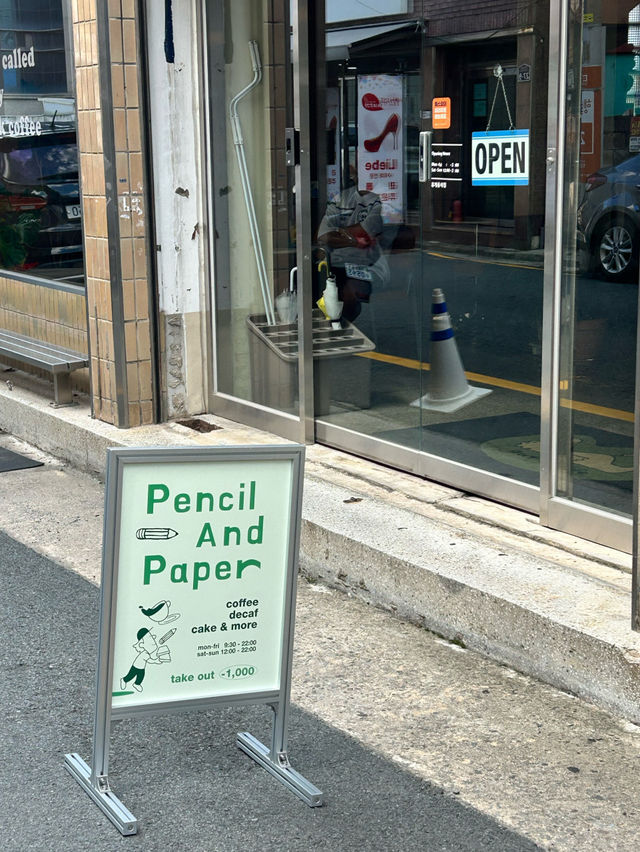 called
coffee
OPEN
Liebe
Pencil
And
Paper
coffee
decaf
cake & more
mon-fri 9:30 - 22:00
sat-sun 12:00 - 22:00
take out -1,000